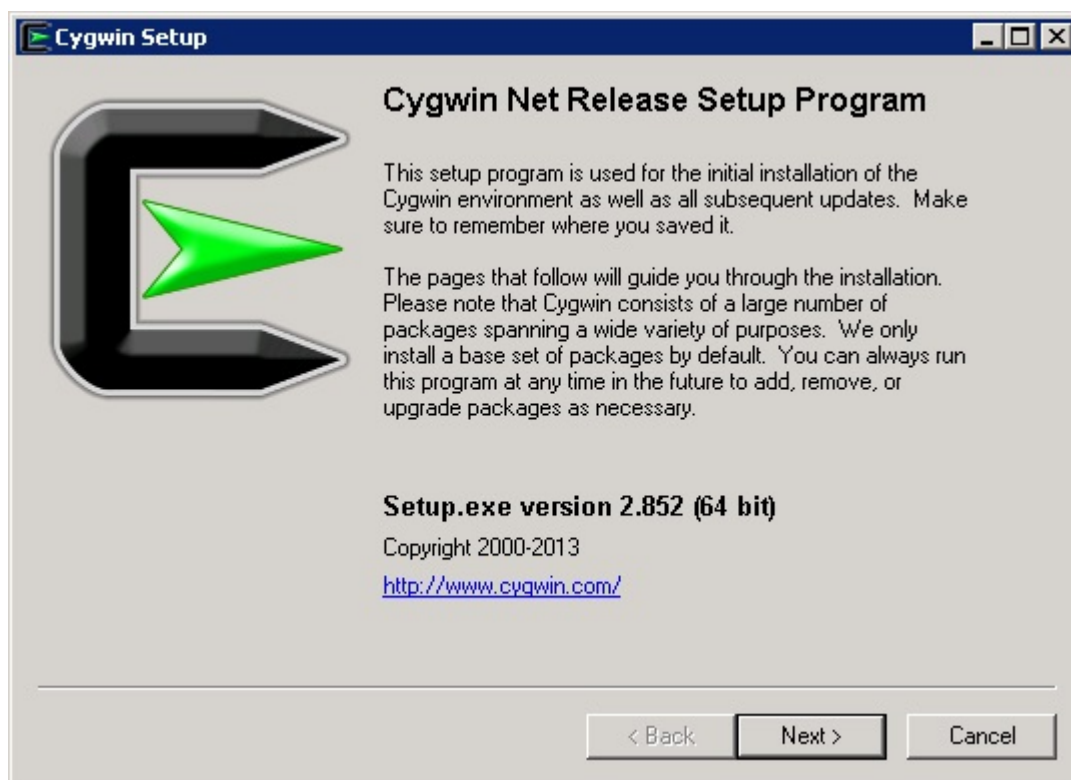 Cygwin Setup
Cygwin Net Release Setup Program
This setup program is used for the initial installation of the
Cygwin environment as well as all subsequent updates.  Make
sure to remember where you saved it.
The pages that follow will guide you through the installation.
Please note that Cygwin consists of a large number of
packages spanning a wide variety of purposes.  We only
install a base set of packages by default.  You can always run
this program at any time in the future to add, remove, or
upgrade packages as necessary.
Setup.exe version 2.852 (64 bit)
Copyright 2000-2013
http://www.cygwin.com/
< Back
Next >
Cancel